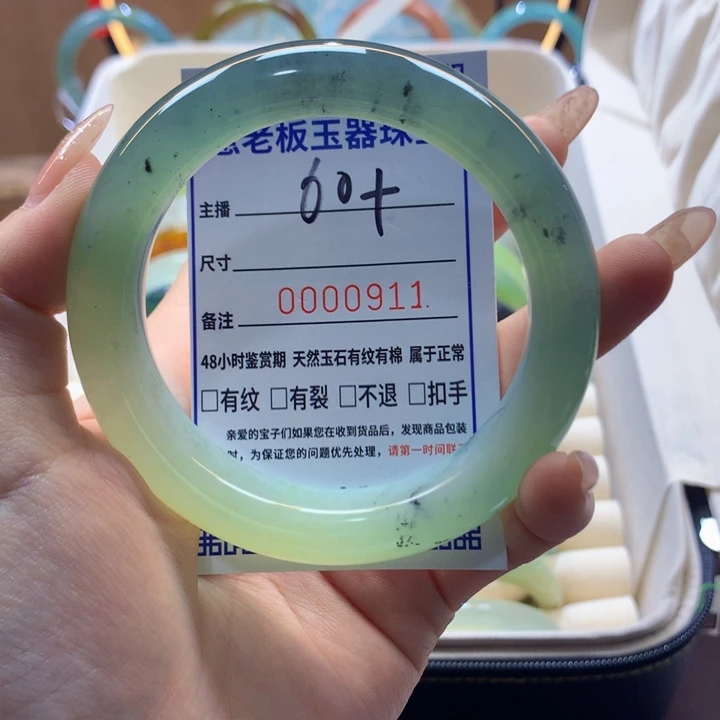 老板玉器珠
主播 60+
尺寸
备注 0000911.
48小时鉴赏期 天然玉石有纹有棉 属于正常
□有纹 □有裂 □不退 □扣手
亲爱的宝子们如果您在收到货品后，发现商品包装
时，为保证您的问题优先处理，请第一时间联